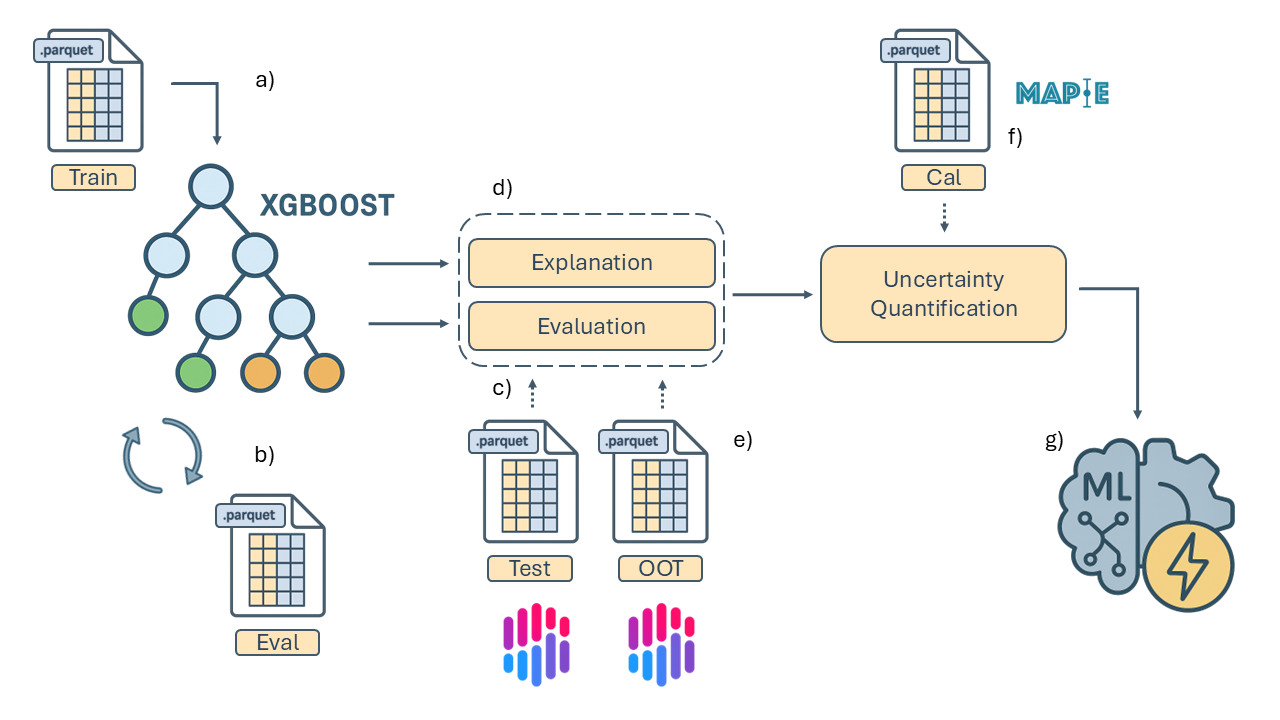 .parquet
a)
Train
XGBOOST
d)
Explanation
Evaluation
.parquet
MAPIE
f)
Cal
Uncertainty
Quantification
b)
.parquet
Eval
c)
.parquet
Test
.parquet
e)
OOT
g)
ML